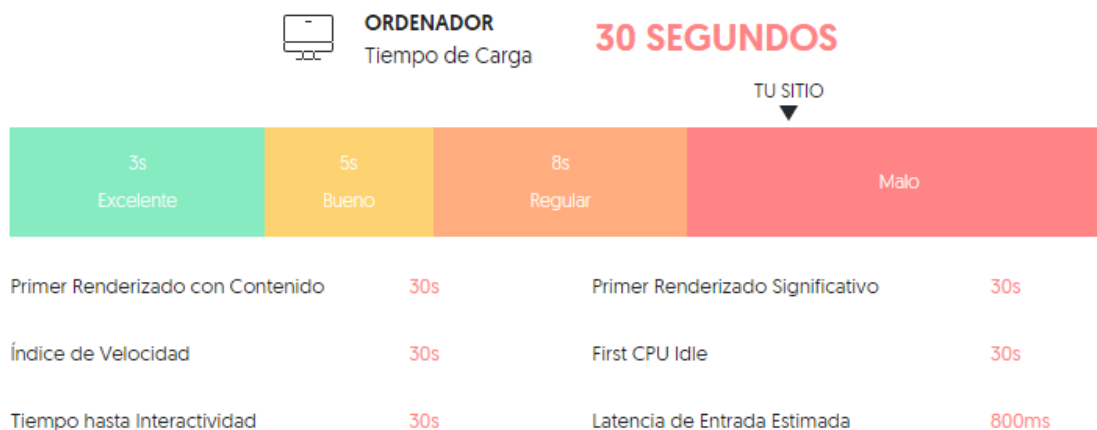 ORDENADOR
Tiempo de Carga
30 SEGUNDOS
TU SITIO
3s
Excelente
5s
Bueno
8s
Regular
Malo
Primer Renderizado con Contenido 30s
Primer Renderizado Significativo 30s
Índice de Velocidad 30s
First CPU Idle 30s
Tiempo hasta Interactividad 30s
Latencia de Entrada Estimada 800ms